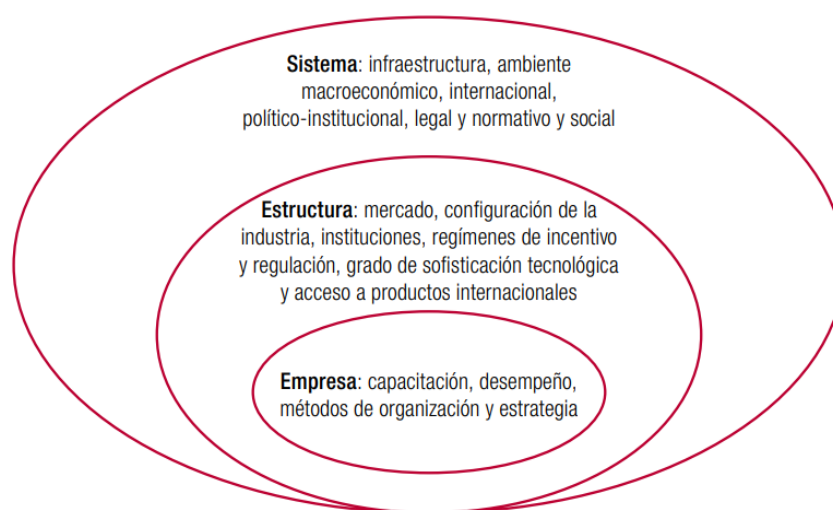 Sistema: infraestructura, ambiente
macroeconómico, internacional,
político-institucional, legal y normativo y social
Estructura: mercado, configuración de la
industria, instituciones, regímenes de incentivo
y regulación, grado de sofisticación tecnológica
y acceso a productos internacionales
Empresa: capacitación, desempeño,
métodos de organización y estrategia